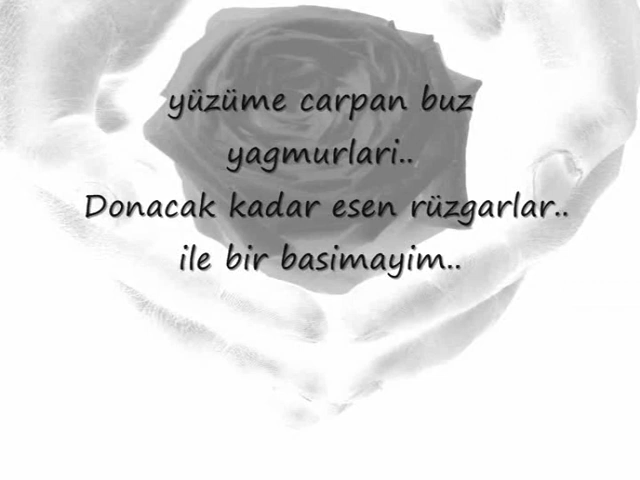 yüzüme carpan buz
yagmurlari..
Donacak kadar esen rüzgarlar..
ile bir basimayim..